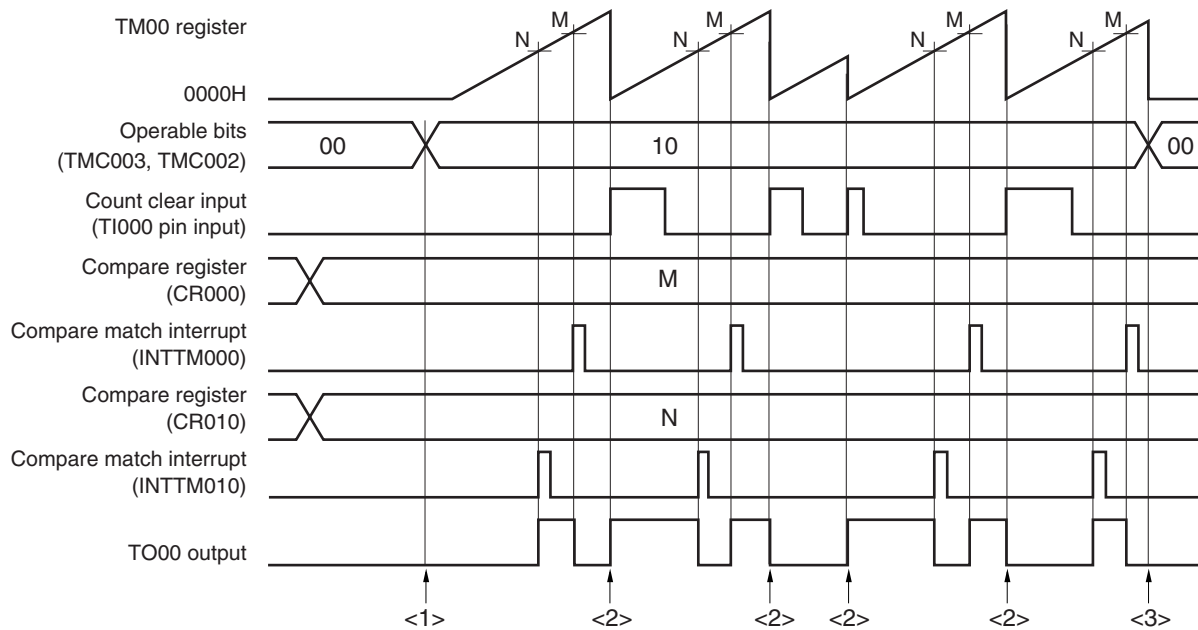 M M M M
TM00 register
N N N N
0000H
Operable bits
(TMC003, TMC002)
00 10 00
Count clear input
(TI000 pin input)
Compare register
(CR000)
M
Compare match interrupt
(INTTM000)
Compare register
(CR010)
N
Compare match interrupt
(INTTM010)
TO00 output
<1> <2> <2> <2> <2> <3>